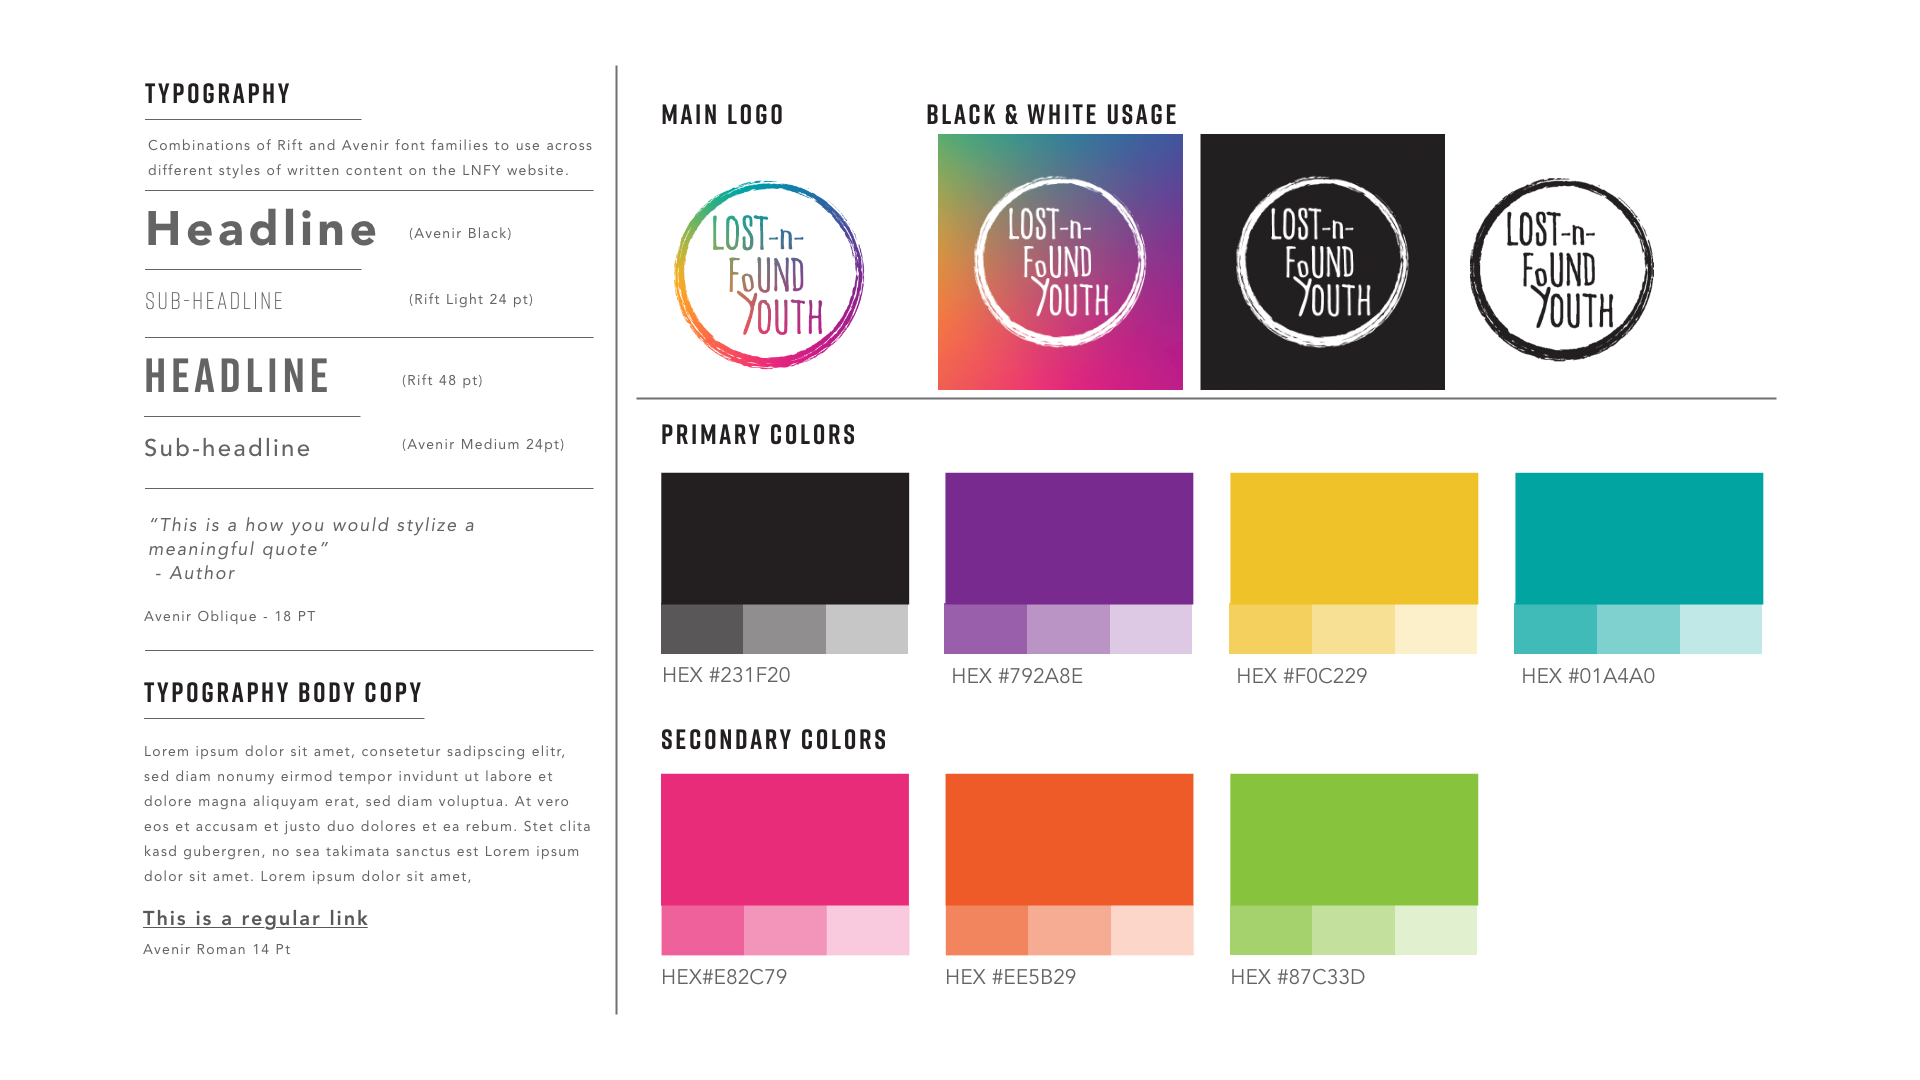 TYPOGRAPHY
Combinations of Rift and Avenir font families to use across
different styles of written content on the LNFY website.
Headline (Avenir Black)
SUB-HEADLINE (Rift Light 24 pt)
HEADLINE (Rift 48 pt)
Sub-headline (Avenir Medium 24pt)
“This is a how you would stylize a
meaningful quote”
- Author
Avenir Oblique - 18 PT
TYPOGRAPHY BODY COPY
Lorem ipsum dolor sit amet, consetetur sadipscing elitr,
sed diam nonumy eirmod tempor invidunt ut labore et
dolore magna aliquyam erat, sed diam voluptua. At vero
eos et accusam et justo duo dolores et ea rebum. Stet clita
kasd gubergren, no sea takimata sanctus est Lorem ipsum
dolor sit amet. Lorem ipsum dolor sit amet,
This is a regular link
Avenir Roman 14 Pt
MAIN LOGO
LOST-n-
FoUND
YOUTH
BLACK & WHITE USAGE
LOST-n-
FoUND
YOUTH
LOST-n-
FoUND
YOUTH
LOST-n-
FoUND
YOUTH
PRIMARY COLORS
HEX #231F20
HEX #792A8E
HEX #F0C229
HEX #01A4A0
SECONDARY COLORS
HEX#E82C79
HEX #EE5B29
HEX #87C33D